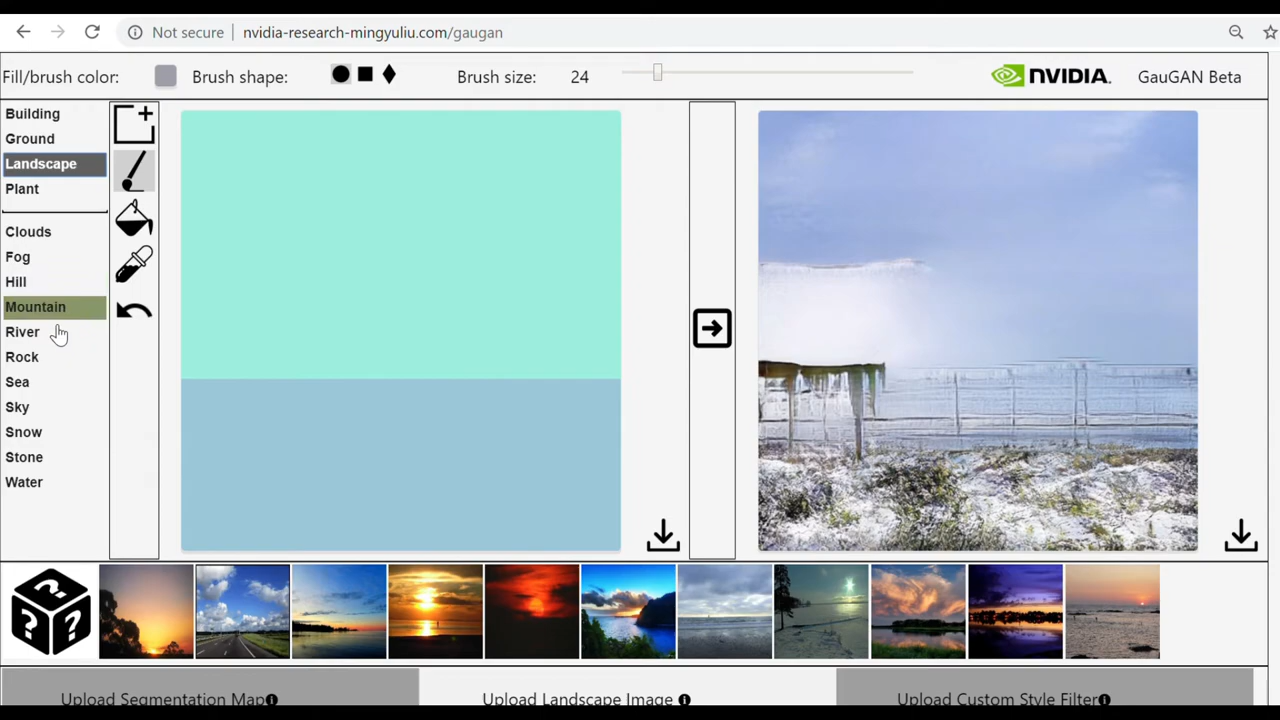 Not secure | nvidia-research-mingyuliu.com/gaugan
Fill/brush color: Brush shape: Brush size: 24 NVIDIA. GauGAN Beta
Building
Ground
Landscape
Plant
Clouds
Fog
Hill
Mountain
River
Rock
Sea
Sky
Snow
Stone
Water
? ? ?
Upload Segmentation Map Upload Landscape Image Upload Custom Style Filter